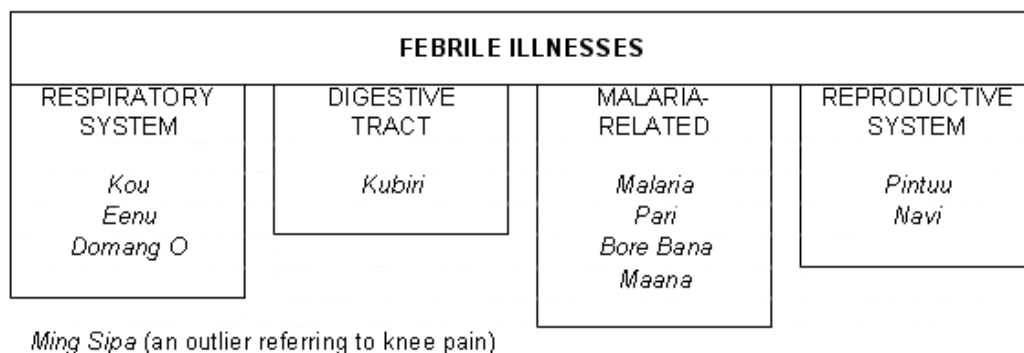 FEBRILE ILLNESSES
RESPIRATORY
SYSTEM
Kou
Eenu
Domang O
DIGESTIVE
TRACT
Kubiri
MALARIA-
RELATED
Malaria
Pari
Bore Bana
Maana
REPRODUCTIVE
SYSTEM
Pintuu
Navi
Ming Sipa (an outlier referring to knee pain)